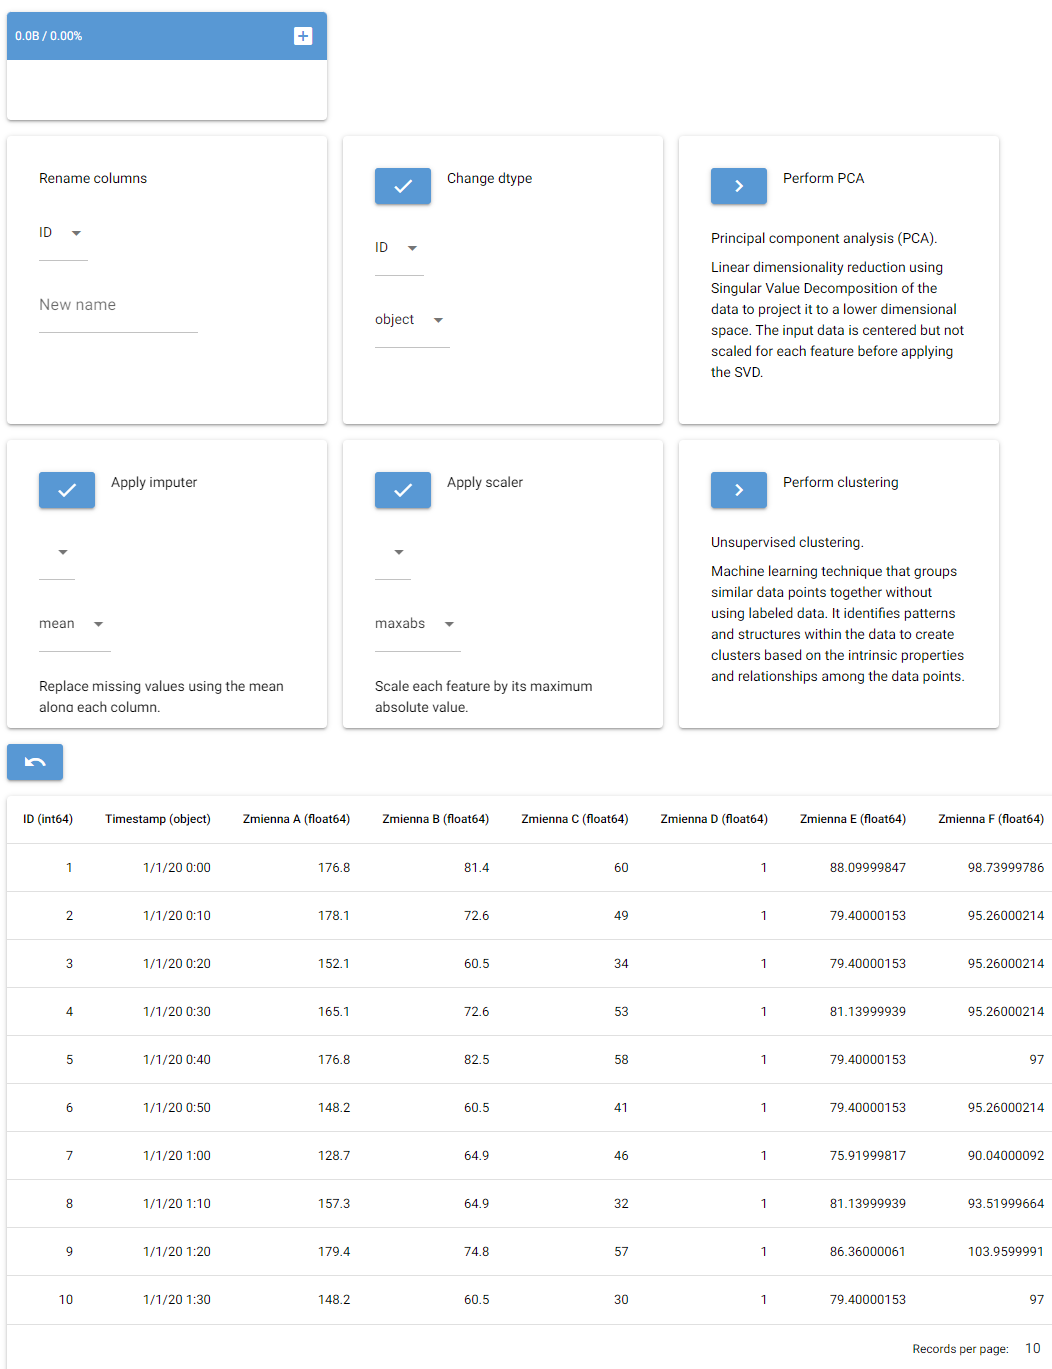 0.0B / 0.00%
Rename columns
ID
New name
Change dtype
ID
object
Perform PCA
Principal component analysis (PCA).
Linear dimensionality reduction using
Singular Value Decomposition of the
data to project it to a lower dimensional
space. The input data is centered but not
scaled for each feature before applying
the SVD.
Apply imputer
mean
Replace missing values using the mean
along each column.
Apply scaler
maxabs
Scale each feature by its maximum
absolute value.
Perform clustering
Unsupervised clustering.
Machine learning technique that groups
similar data points together without
using labeled data. It identifies patterns
and structures within the data to create
clusters based on the intrinsic properties
and relationships among the data points.
ID (int64) Timestamp (object) Zmienna A (float64) Zmienna B (float64) Zmienna C (float64) Zmienna D (float64) Zmienna E (float64) Zmienna F (float64)
1 1/1/20 0:00 176.8 81.4 60 1 88.09999847 98.73999786
2 1/1/20 0:10 178.1 72.6 49 1 79.40000153 95.26000214
3 1/1/20 0:20 152.1 60.5 34 1 79.40000153 95.26000214
4 1/1/20 0:30 165.1 72.6 53 1 81.13999939 95.26000214
5 1/1/20 0:40 176.8 82.5 58 1 79.40000153 97
6 1/1/20 0:50 148.2 60.5 41 1 79.40000153 95.26000214
7 1/1/20 1:00 128.7 64.9 46 1 75.91999817 90.04000092
8 1/1/20 1:10 157.3 64.9 32 1 81.13999939 93.51999664
9 1/1/20 1:20 179.4 74.8 57 1 86.36000061 103.9599991
10 1/1/20 1:30 148.2 60.5 30 1 79.40000153 97
Records per page: 10